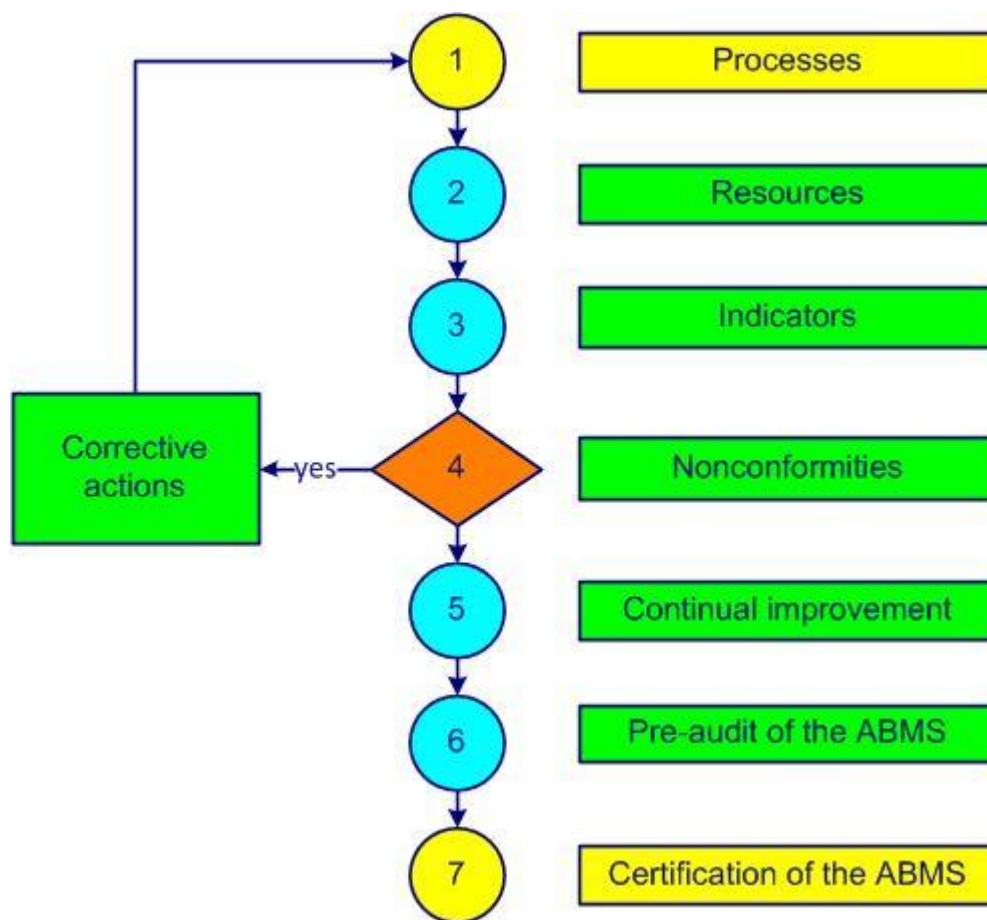 1
Processes
2
Resources
3
Indicators
Corrective
actions
yes
4
Nonconformities
5
Continual improvement
6
Pre-audit of the ABMS
7
Certification of the ABMS